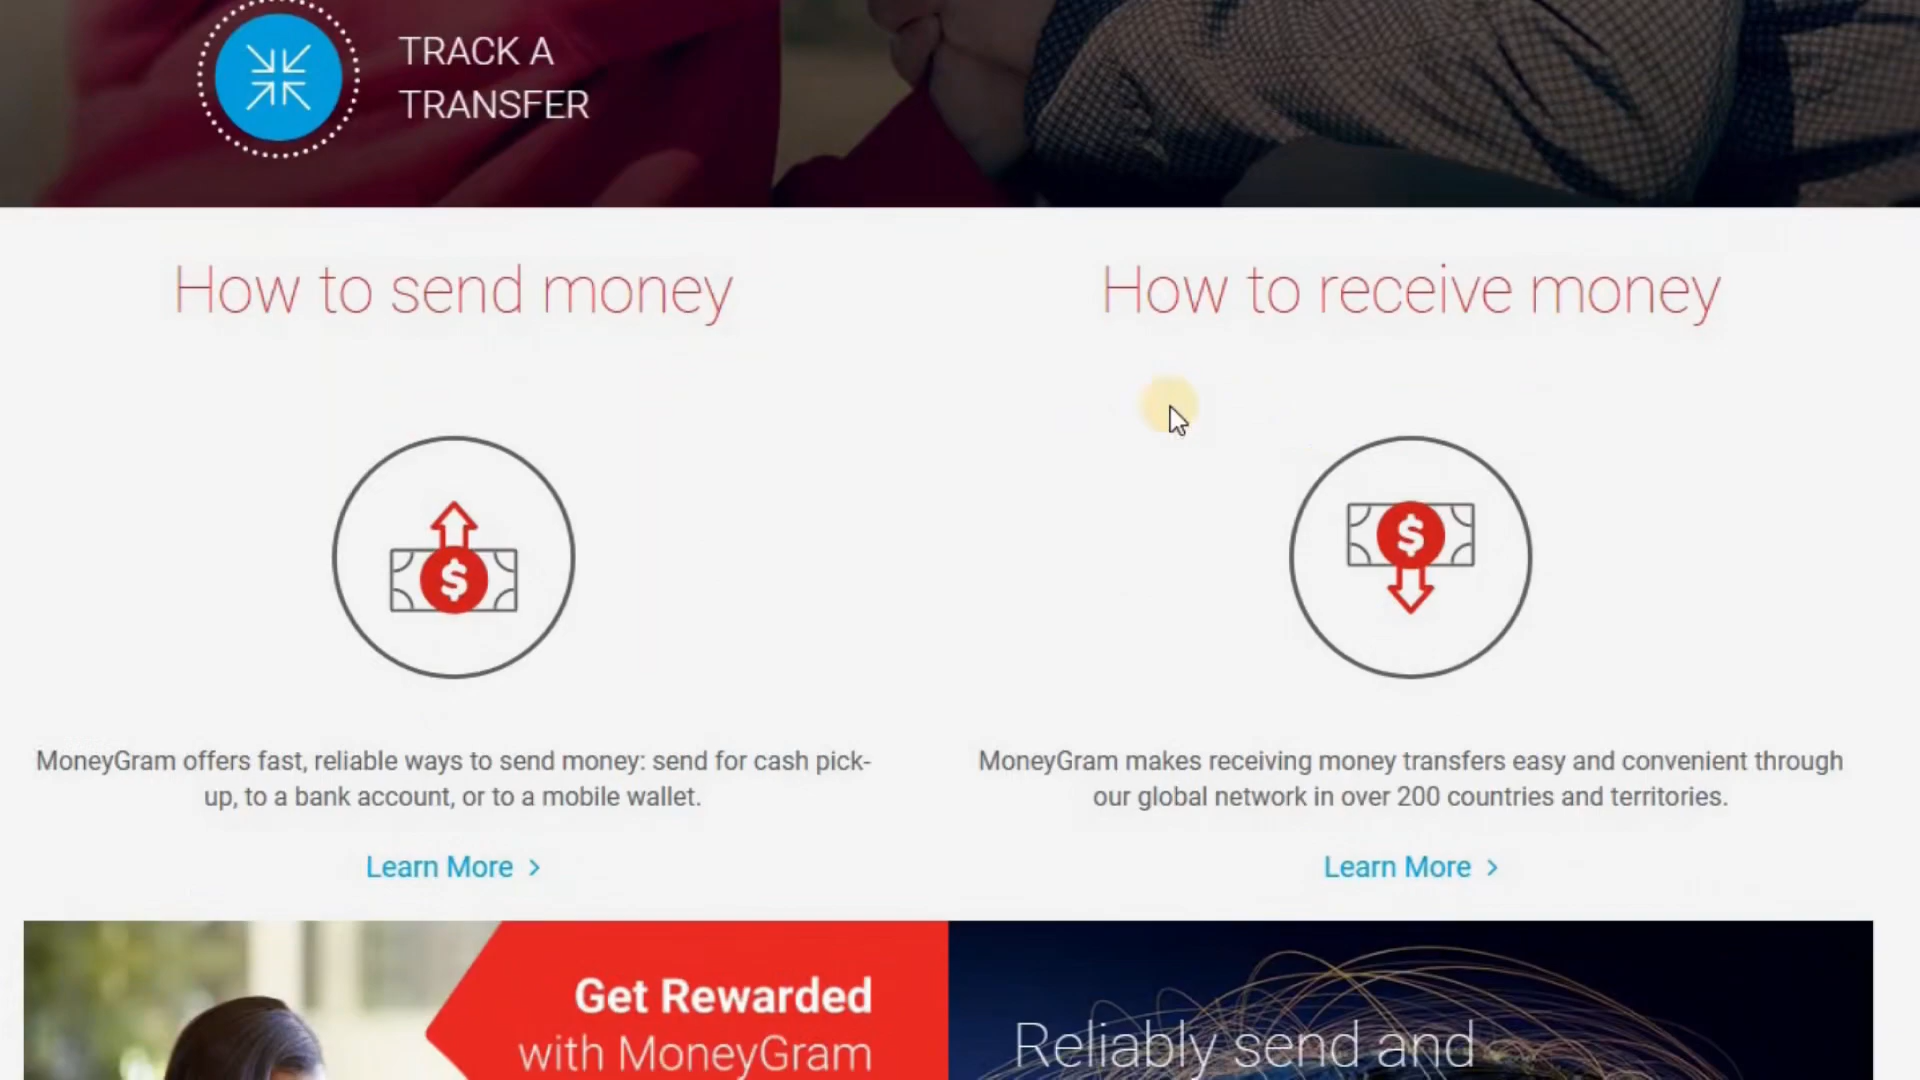 TRACK A
TRANSFER
How to send money
How to receive money
$
$
MoneyGram offers fast, reliable ways to send money: send for cash pick-
up, to a bank account, or to a mobile wallet.
MoneyGram makes receiving money transfers easy and convenient through
our global network in over 200 countries and territories.
Learn More >
Learn More >
Get Rewarded
with MoneyGram
Reliably send and